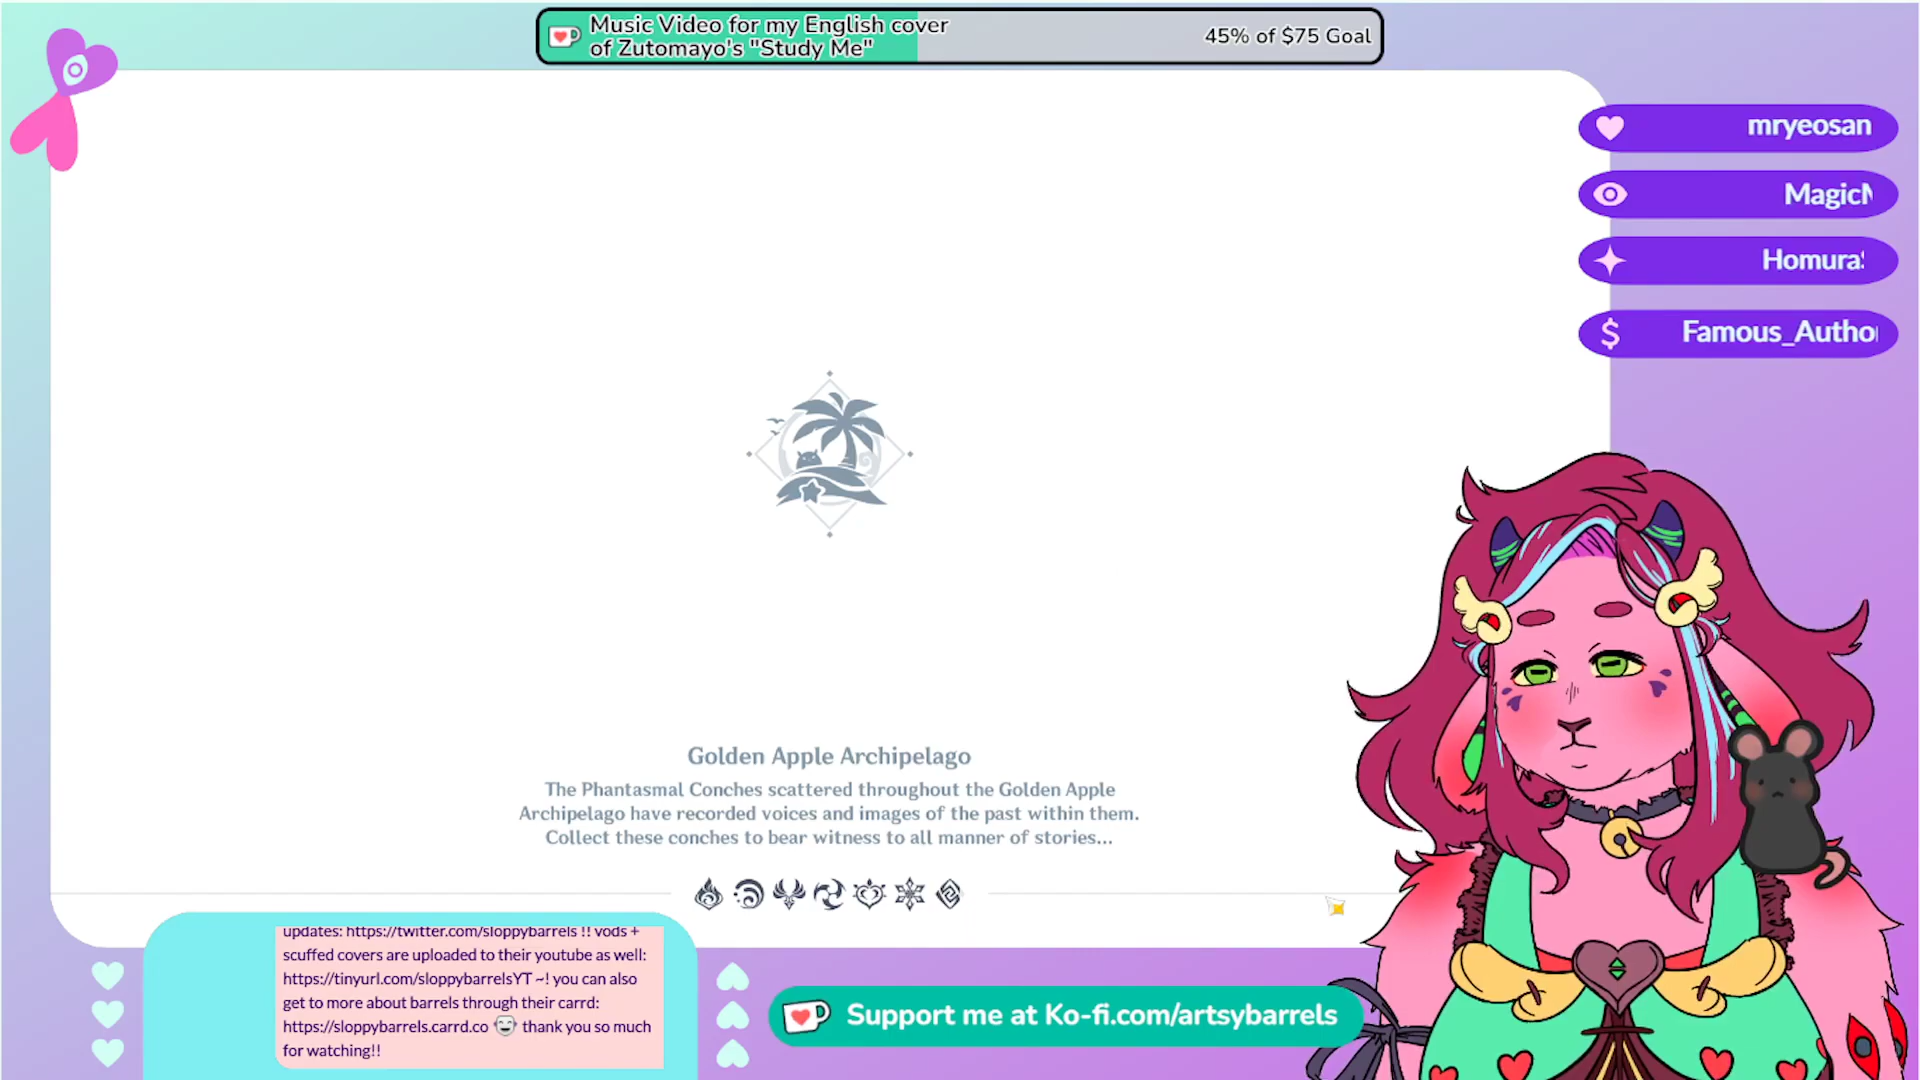 Music Video for my English cover
of Zutomayo's "Study Me"
45% of $75 Goal
mryeosan
Golden Apple Archipelago
The Phantasmal Conches scattered throughout the Golden Apple
Archipelago have recorded voices and images of the past within them.
Collect these conches to bear witness to all manner of stories...
updates: https://twitter.com/sloppybarrels !! vods +
scuffed covers are uploaded to their youtube as well:
https://tinyurl.com/sloppybarrelsYT ~! you can also
get to more about barrels through their carrd:
https://sloppybarrels.carrd.co thank you so much
for watching!!
Support me at Ko-fi.com/artsybarrels